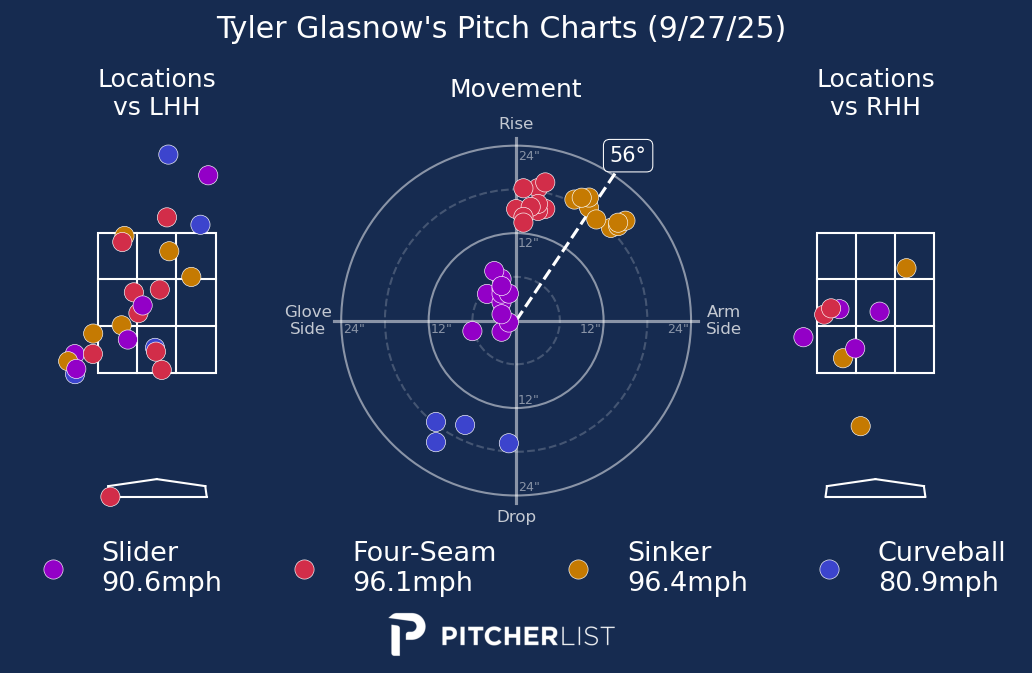 Tyler Glasnow's Pitch Charts (9/27/25)
Locations
vs LHH
Movement
Locations
vs RHH
Rise
56°
24"
12"
Glove
Side
24"
12"
12"
24"
Arm
Side
12"
24"
Drop
Slider
90.6mph
Four-Seam
96.1mph
Sinker
96.4mph
Curveball
80.9mph
PITCHERLIST